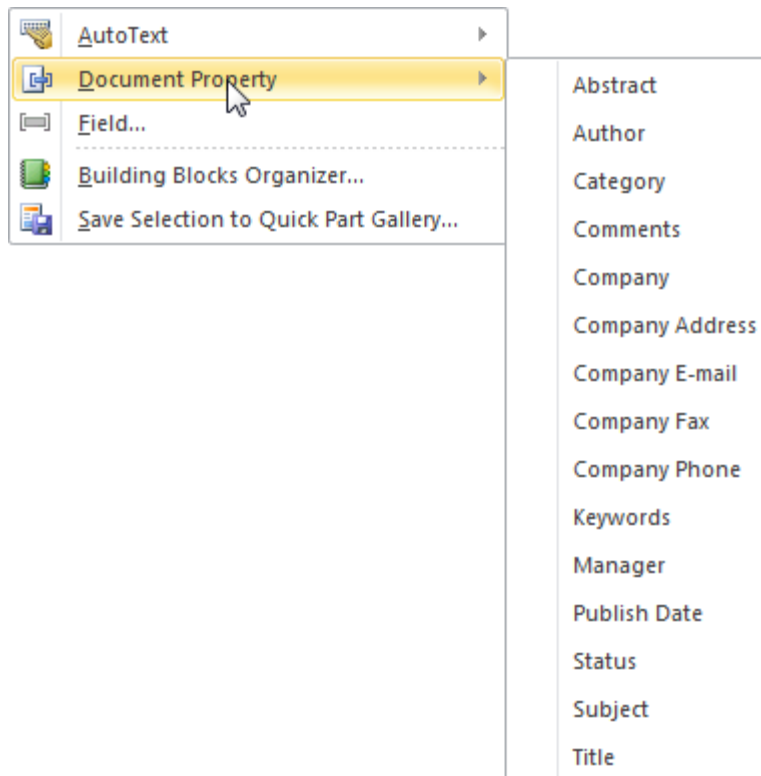 AutoText
Document Property
Field...
Building Blocks Organizer...
Save Selection to Quick Part Gallery...
Abstract
Author
Category
Comments
Company
Company Address
Company E-mail
Company Fax
Company Phone
Keywords
Manager
Publish Date
Status
Subject
Title